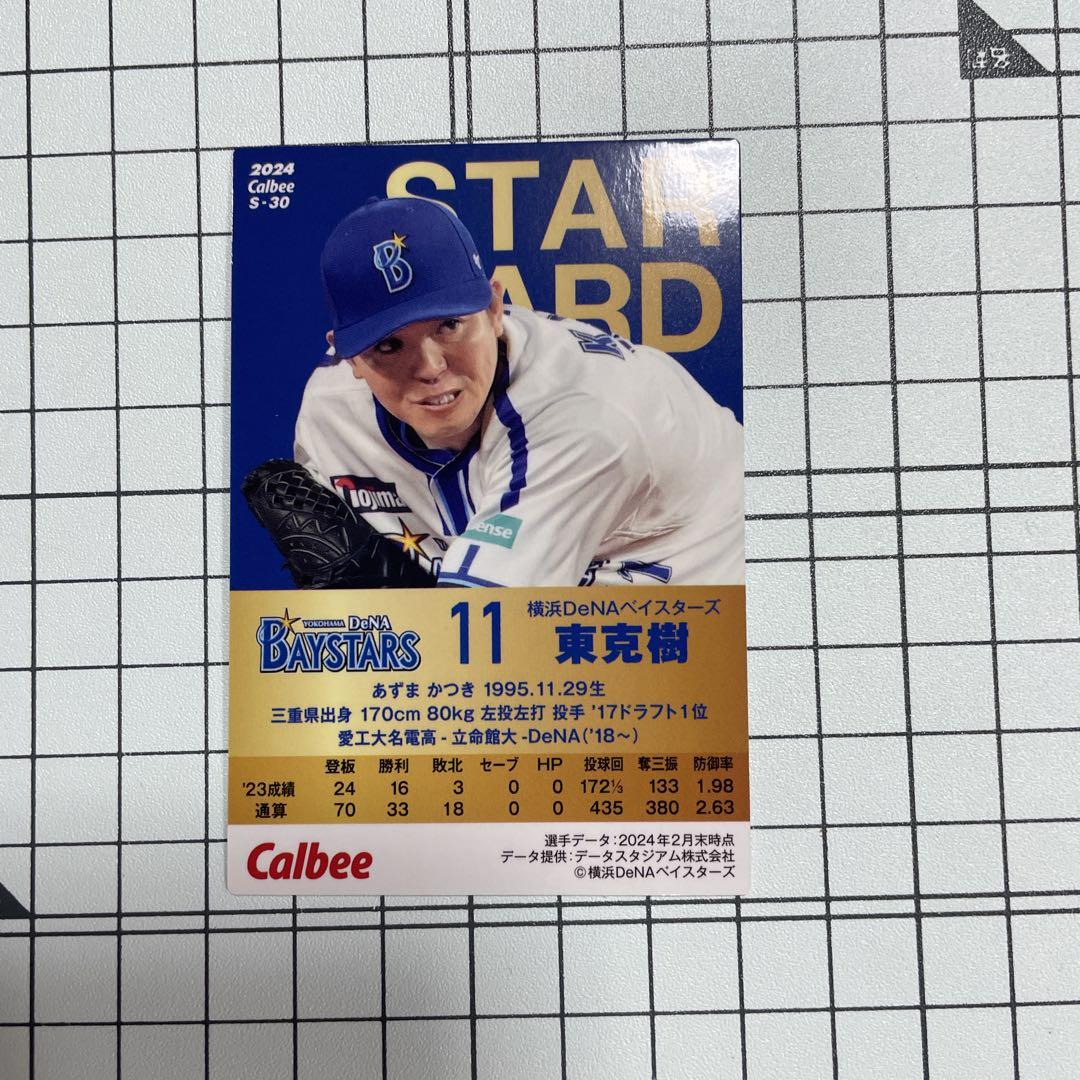 2024
Calbee
S-30
STAR
CARD
B
Nojima
YOKOHAMA DeNA
BAYSTARS
11
横浜DeNAベイスターズ
東克樹
あずま かつき 1995.11.29生
三重県出身 170cm 80kg 左投左打 投手 '17ドラフト1位
愛工大名電高-立命館大-DeNA('18〜)
登板 勝利 敗北 セーブ HP 投球回 奪三振 防御率
'23成績 24 16 3 0 0 172⅓ 133 1.98
通算 70 33 18 0 0 435 380 2.63
Calbee
選手データ:2024年2月末時点
データ提供:データスタジアム株式会社
©横浜DeNAベイスターズ